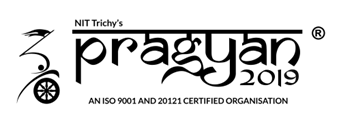 NIT Trichy's
pragyan ®
2019
AN ISO 9001 AND 20121 CERTIFIED ORGANISATION